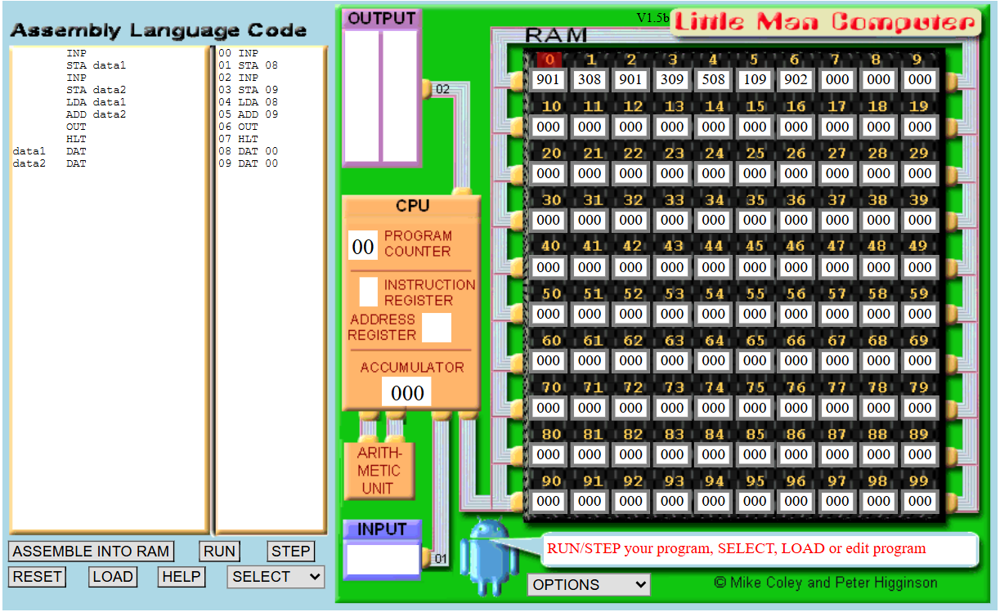 Assembly Language Code
INP
STA data1
INP
STA data2
LDA data1
ADD data2
OUT
HLT
data1 DAT
data2 DAT
00 INP
01 STA 08
02 INP
03 STA 09
04 LDA 08
05 ADD 09
06 OUT
07 HLT
08 DAT 00
09 DAT 00
ASSEMBLE INTO RAM RUN STEP
RESET LOAD HELP SELECT
OUTPUT
02
CPU
00 PROGRAM
COUNTER
INSTRUCTION
REGISTER
ADDRESS
REGISTER
ACCUMULATOR
000
ARITH-
METIC
UNIT
INPUT
01
V1.5b Little Man Computer
RAM
0 1 2 3 4 5 6 7 8 9
901 308 901 309 508 109 902 000 000 000
10 11 12 13 14 15 16 17 18 19
000 000 000 000 000 000 000 000 000 000
20 21 22 23 24 25 26 27 28 29
000 000 000 000 000 000 000 000 000 000
30 31 32 33 34 35 36 37 38 39
000 000 000 000 000 000 000 000 000 000
40 41 42 43 44 45 46 47 48 49
000 000 000 000 000 000 000 000 000 000
50 51 52 53 54 55 56 57 58 59
000 000 000 000 000 000 000 000 000 000
60 61 62 63 64 65 66 67 68 69
000 000 000 000 000 000 000 000 000 000
70 71 72 73 74 75 76 77 78 79
000 000 000 000 000 000 000 000 000 000
80 81 82 83 84 85 86 87 88 89
000 000 000 000 000 000 000 000 000 000
90 91 92 93 94 95 96 97 98 99
000 000 000 000 000 000 000 000 000 000
RUN/STEP your program, SELECT, LOAD or edit program
OPTIONS
© Mike Coley and Peter Higginson